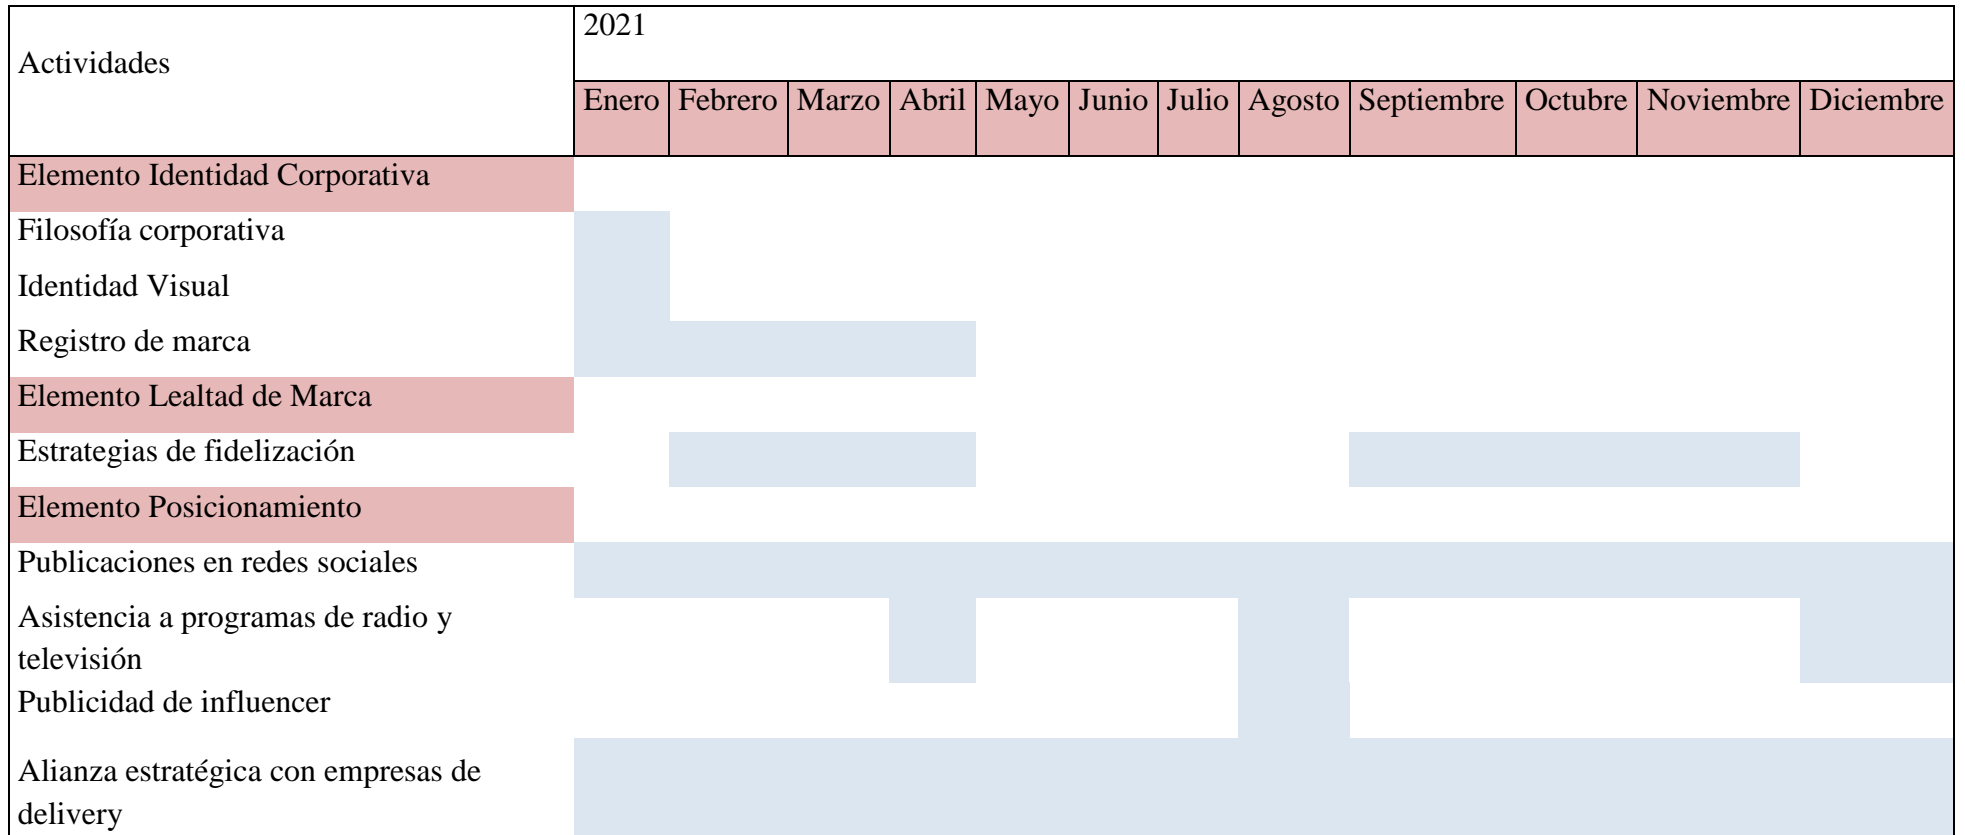 2021
Actividades
Enero Febrero Marzo Abril Mayo Junio Julio Agosto Septiembre Octubre Noviembre Diciembre
Elemento Identidad Corporativa
Filosofía corporativa
Identidad Visual
Registro de marca
Elemento Lealtad de Marca
Estrategias de fidelización
Elemento Posicionamiento
Publicaciones en redes sociales
Asistencia a programas de radio y
televisión
Publicidad de influencer
Alianza estratégica con empresas de
delivery